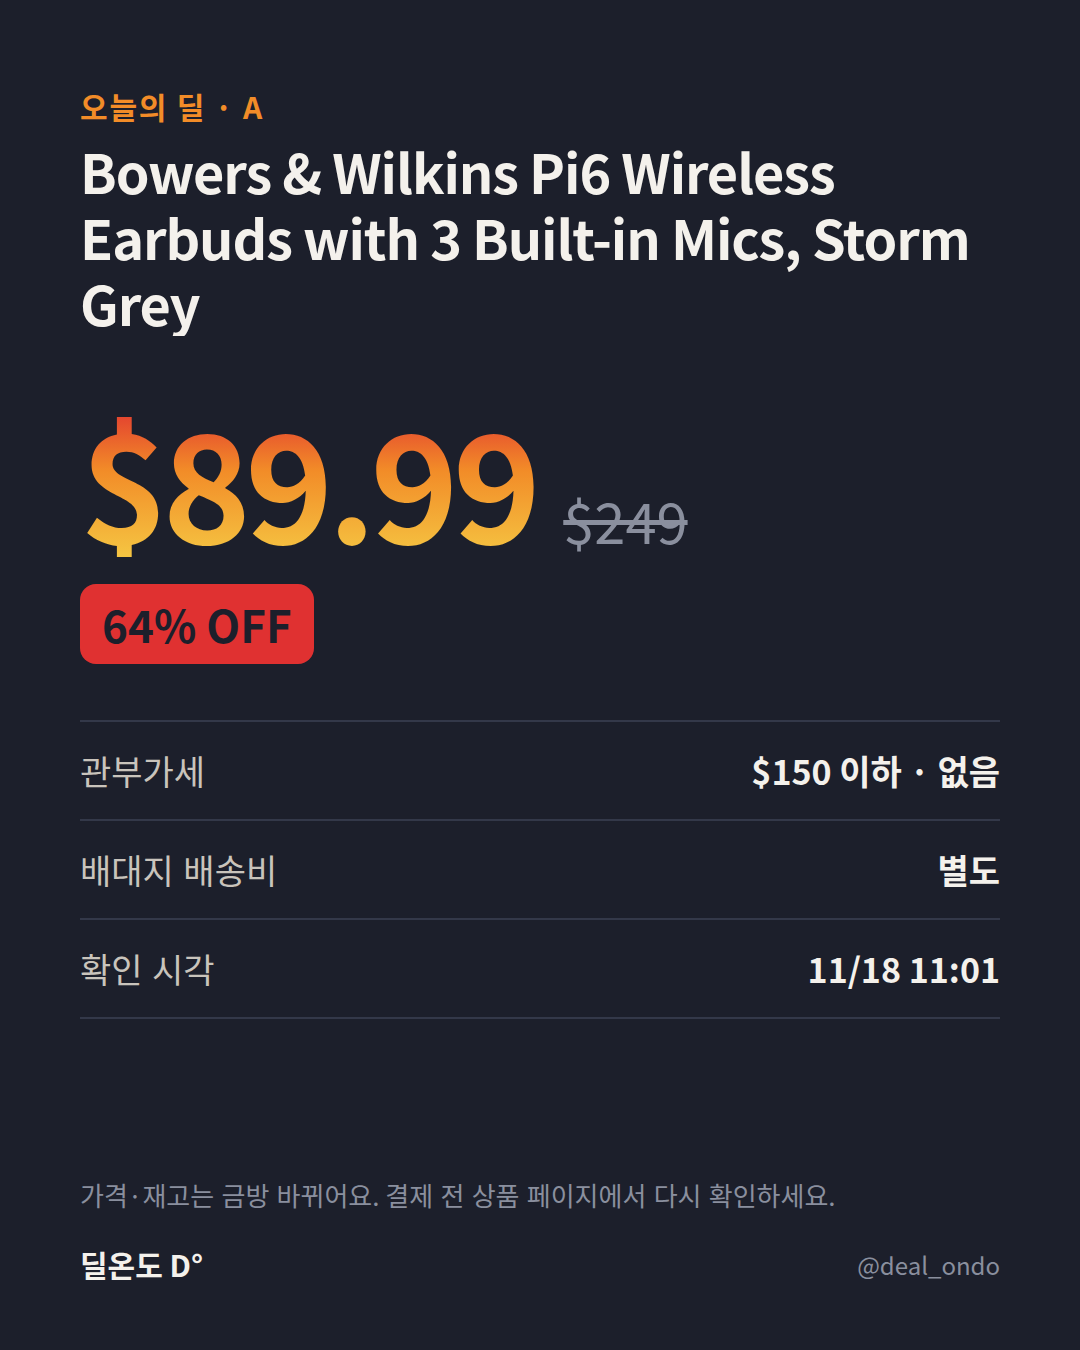 오늘의 딜 · A
Bowers & Wilkins Pi6 Wireless
Earbuds with 3 Built-in Mics, Storm
Grey
$89.99 $249
64% OFF
관부가세 $150 이하 · 없음
배대지 배송비 별도
확인 시각 11/18 11:01
가격·재고는 금방 바뀌어요. 결제 전 상품 페이지에서 다시 확인하세요.
딜온도 D° @deal_ondo